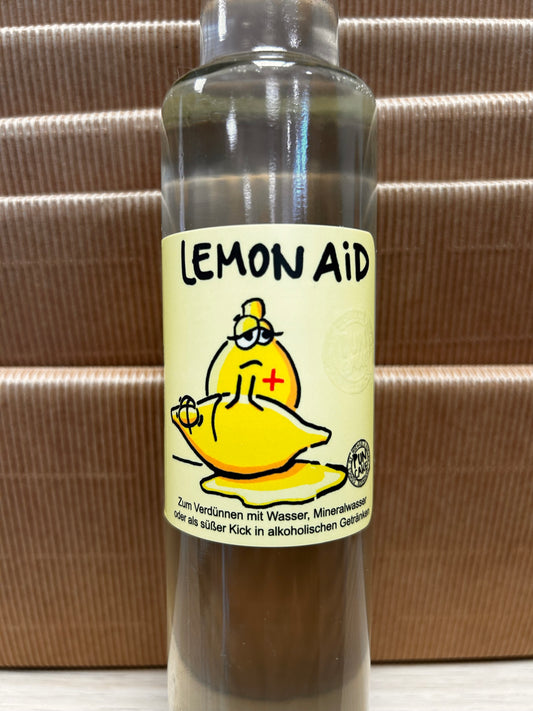 LEMON AiD
Zum Verdünnen mit Wasser, Mineralwasser
oder als süßer Kick in alkoholischen Getränken